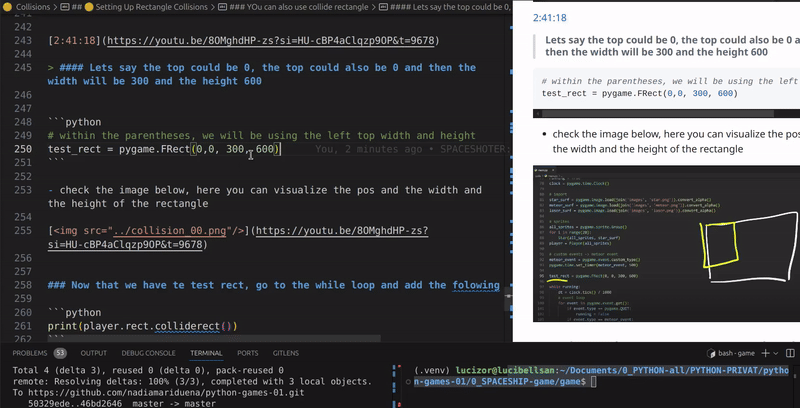 Collisions > ## Setting Up Rectangle Collisions > ### YOu can also use collide rectangle > #### Lets say the top could be 0,
242
243 [2:41:18](https://youtu.be/8OMghdHP-zs?si=HU-cBP4aClqzp9OP&t=9678)
244
245 > #### Lets say the top could be 0, the top could also be 0 and then the
width will be 300 and the height 600
246
247
248 ```python
249 # within the parentheses, we will be using the left top width and height
250 test_rect = pygame.FRect(0,0, 300, 600) You, 2 minutes ago • SPACESHOTER:
251 ```
252
253 - check the image below, here you can visualize the pos and the width and
the height of the rectangle
254
255 [<img src="../collision_00.png"/>](https://youtu.be/8OMghdHP-zs?
si=HU-cBP4aClqzp9OP&t=9678)
256
257
258 ### Now that we have te test rect, go to the while loop and add the folowing
259
260 ```python
261 print(player.rect.colliderect())
262 ```
2:41:18
Lets say the top could be 0, the top could also be 0 a
then the width will be 300 and the height 600
# within the parentheses, we will be using the left
test_rect = pygame.FRect(0,0, 300, 600)
• check the image below, here you can visualize the pos
the width and the height of the rectangle
test_rect = pygame.FRect(0, 0, 300, 600)
PROBLEMS 53 OUTPUT DEBUG CONSOLE TERMINAL PORTS GITLENS bash - game
Total 4 (delta 3), reused 0 (delta 0), pack-reused 0
remote: Resolving deltas: 100% (3/3), completed with 3 local objects.
To https://github.com/nadiamariduena/python-games-01.git
50329ede..46bd2646 master -> master
(.venv) lucizor@lucibellsan:~/Documents/0_PYTHON-all/PYTHON-PRIVAT/pytho
n-games-01/0_SPACESHIP-game/game$